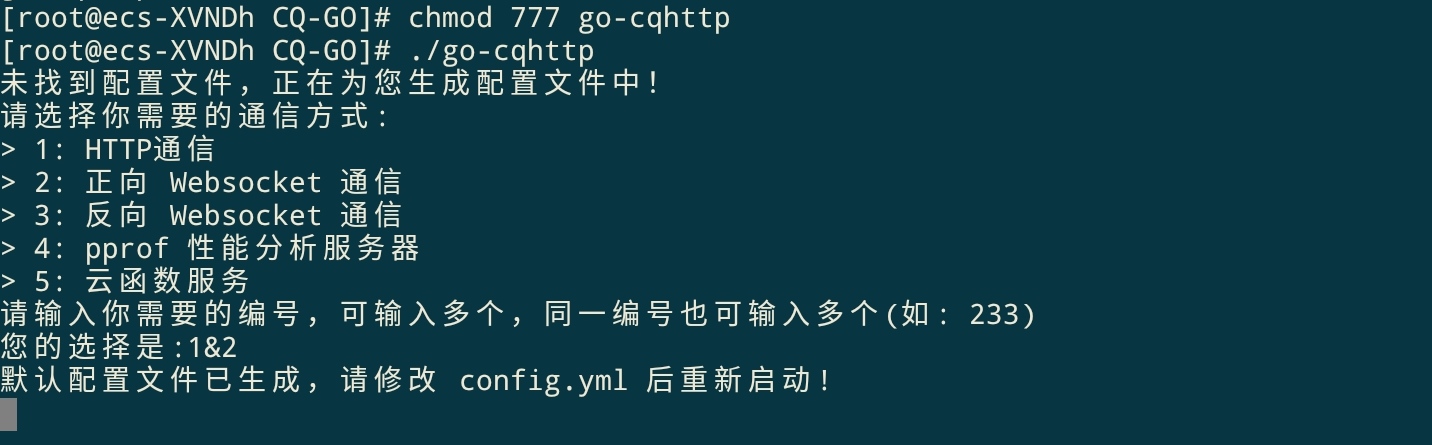 [root@ecs-XVNDh CQ-GO]# chmod 777 go-cqhttp
[root@ecs-XVNDh CQ-GO]# ./go-cqhttp
未找到配置文件，正在为您生成配置文件中！
请选择你需要的通信方式:
> 1: HTTP通信
> 2: 正向 Websocket 通信
> 3: 反向 Websocket 通信
> 4: pprof 性能分析服务器
> 5: 云函数服务
请输入你需要的编号，可输入多个，同一编号也可输入多个(如: 233)
您的选择是:1&2
默认配置文件已生成，请修改 config.yml 后重新启动！